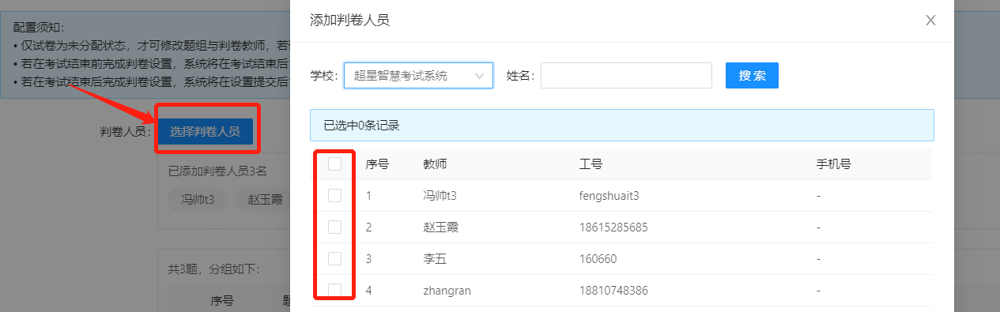 配置须知：
• 仅试卷为未分配状态，才可修改题组与判卷教师，若
• 若在考试结束前完成判卷设置，系统将在考试结束后
• 若在考试结束后完成判卷设置，系统将在设置提交后
判卷人员： 选择判卷人员
已添加判卷人员3名
冯帅t3 赵玉霞
共3题，分组如下：
序号
添加判卷人员 X
学校： 超星智慧考试系统 姓名： 搜 索
已选中0条记录
序号 教师 工号 手机号
1 冯帅t3 fengshuait3 -
2 赵玉霞 18615285685 -
3 李五 160660 -
4 zhangran 18810748386 -